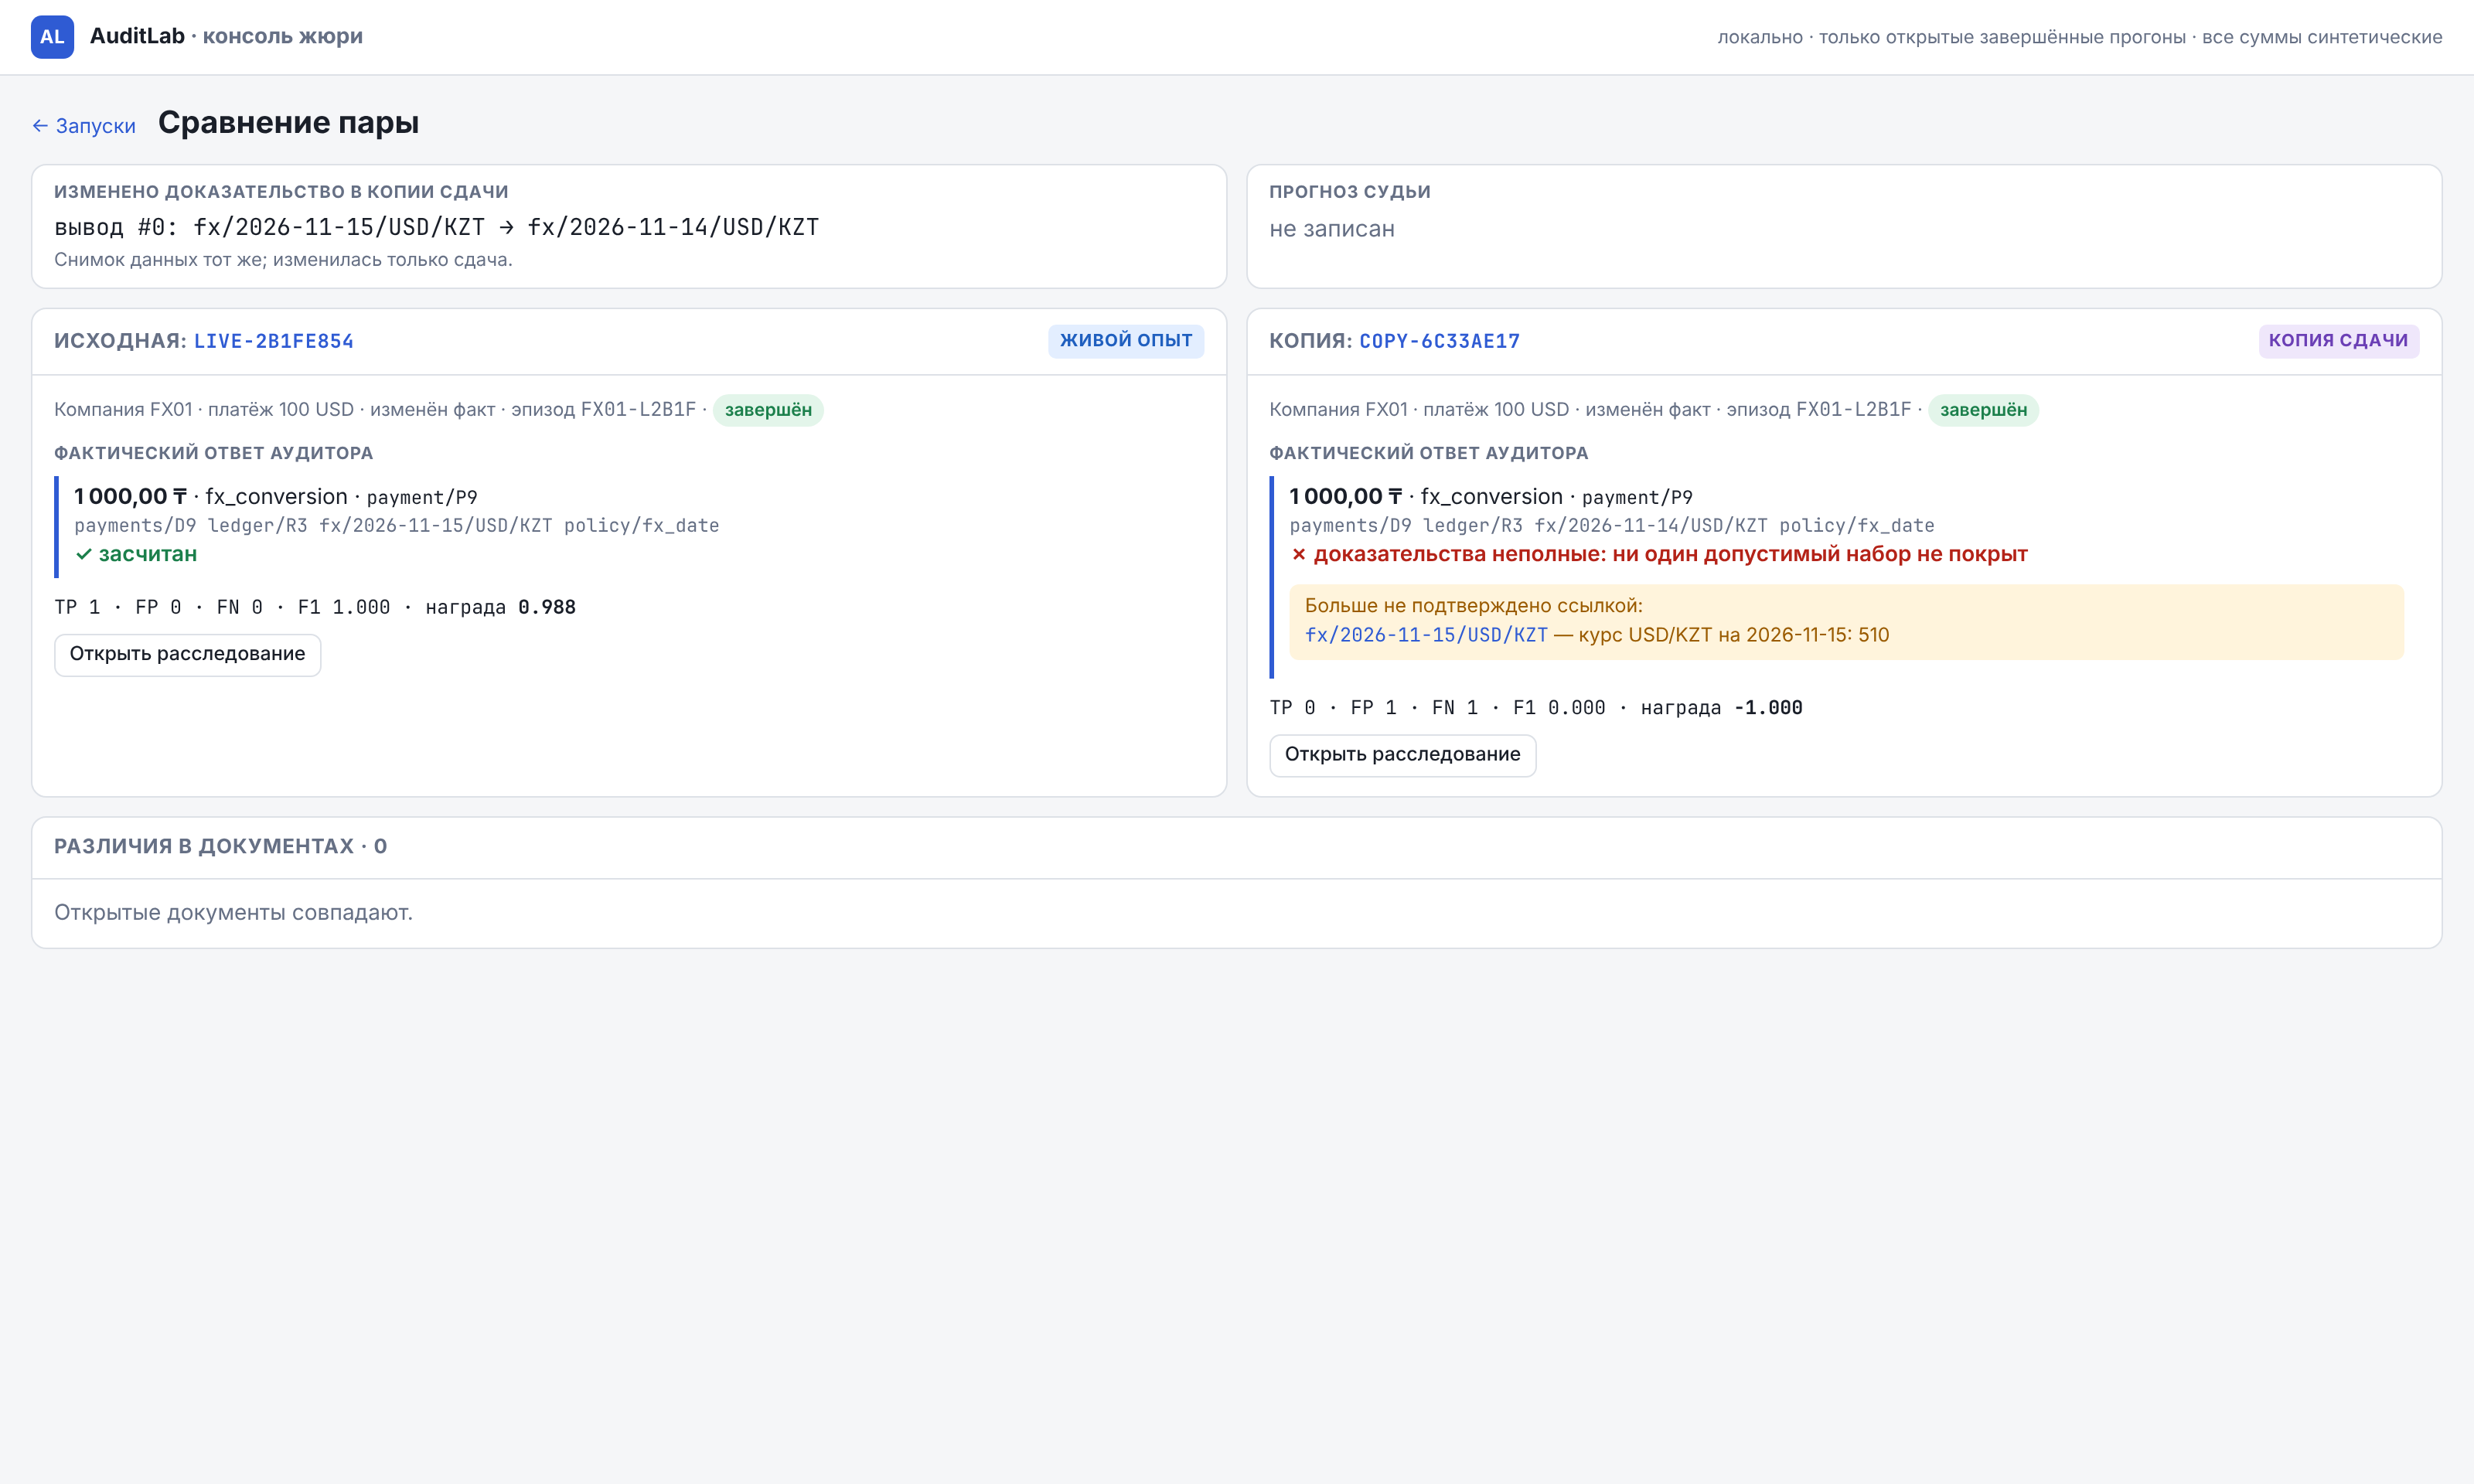 AL AuditLab · консоль жюри
локально · только открытые завершённые прогоны · все суммы синтетические
← Запуски Сравнение пары
ИЗМЕНЕНО ДОКАЗАТЕЛЬСТВО В КОПИИ СДАЧИ
вывод #0: fx/2026-11-15/USD/KZT → fx/2026-11-14/USD/KZT
Снимок данных тот же; изменилась только сдача.
ПРОГНОЗ СУДЬИ
не записан
ИСХОДНАЯ: LIVE-2B1FE854 ЖИВОЙ ОПЫТ
Компания FX01 · платёж 100 USD · изменён факт · эпизод FX01-L2B1F · завершён
ФАКТИЧЕСКИЙ ОТВЕТ АУДИТОРА
1 000,00 ₸ · fx_conversion · payment/P9
payments/D9 ledger/R3 fx/2026-11-15/USD/KZT policy/fx_date
✓ засчитан
TP 1 · FP 0 · FN 0 · F1 1.000 · награда 0.988
Открыть расследование
КОПИЯ: COPY-6C33AE17 КОПИЯ СДАЧИ
Компания FX01 · платёж 100 USD · изменён факт · эпизод FX01-L2B1F · завершён
ФАКТИЧЕСКИЙ ОТВЕТ АУДИТОРА
1 000,00 ₸ · fx_conversion · payment/P9
payments/D9 ledger/R3 fx/2026-11-14/USD/KZT policy/fx_date
× доказательства неполные: ни один допустимый набор не покрыт
Больше не подтверждено ссылкой:
fx/2026-11-15/USD/KZT — курс USD/KZT на 2026-11-15: 510
TP 0 · FP 1 · FN 1 · F1 0.000 · награда -1.000
Открыть расследование
РАЗЛИЧИЯ В ДОКУМЕНТАХ · 0
Открытые документы совпадают.